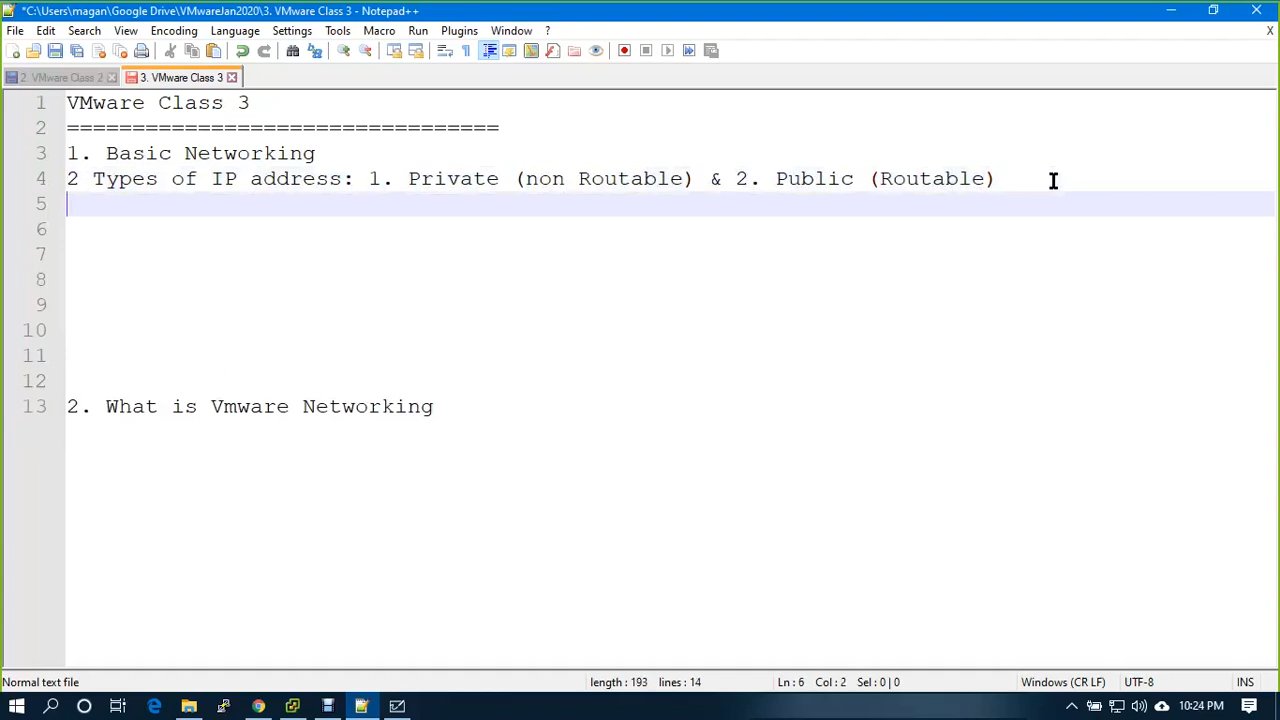 *C:\Users\magan\Google Drive\VMwareJan2020\3. VMware Class 3 - Notepad++
File Edit Search View Encoding Language Settings Tools Macro Run Plugins Window ? X
2. VMware Class 2 3. VMware Class 3
1 VMware Class 3
2 =================================
3 1. Basic Networking
4 2 Types of IP address: 1. Private (non Routable) & 2. Public (Routable)
5
6
7
8
9
10
11
12
13 2. What is Vmware Networking
Normal text file length : 193 lines : 14 Ln : 6 Col : 2 Sel : 0 | 0 Windows (CR LF) UTF-8 INS
10:24 PM